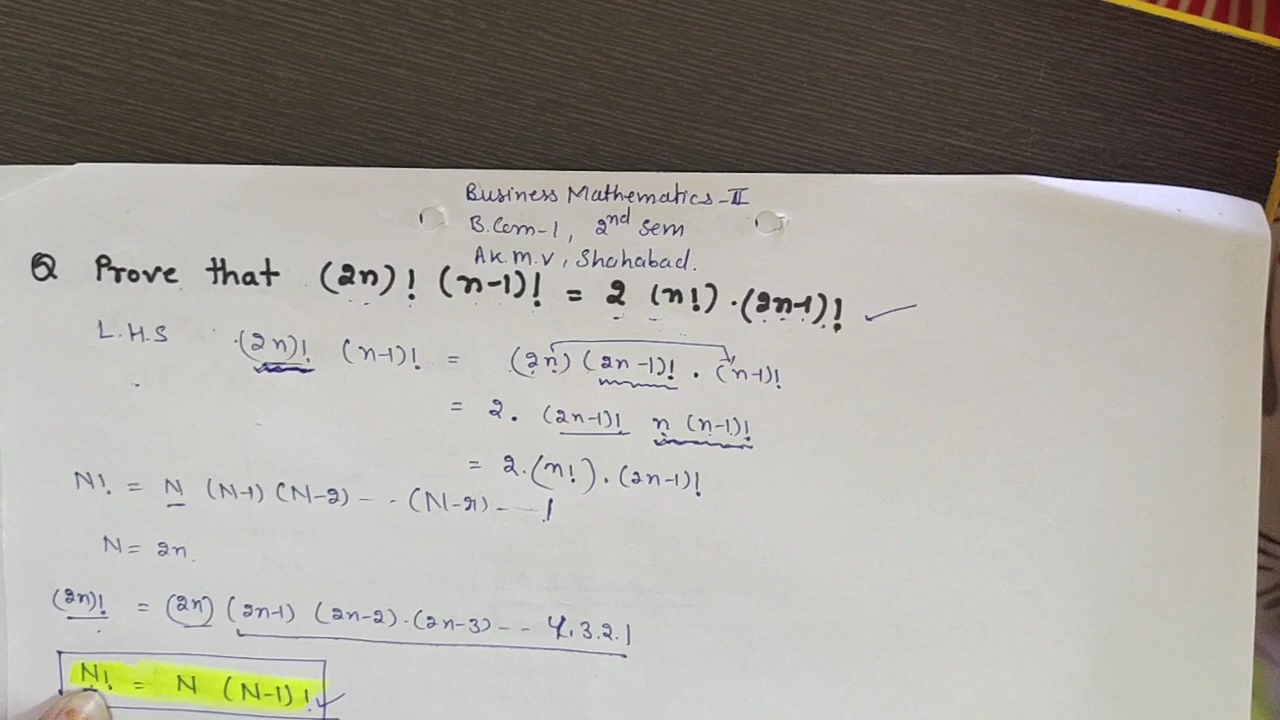 Business Mathematics-II
B.Com-1, 2nd Sem
A.K.M.V, Shahabad.
Q Prove that (2n)! (n-1)! = 2 (n!) . (2n-1)!
L.H.S (2n)! (n-1)! = (2n) (2n-1)! . (n-1)!
= 2. (2n-1)! n (n-1)!
= 2.(n!).(2n-1)!
N! = N (N-1) (N-2) - - (N-r) - - - 1
N = 2n.
(2n)! = (2n) (2n-1) (2n-2).(2n-3) - - 4.3.2.1
N! = N (N-1)!